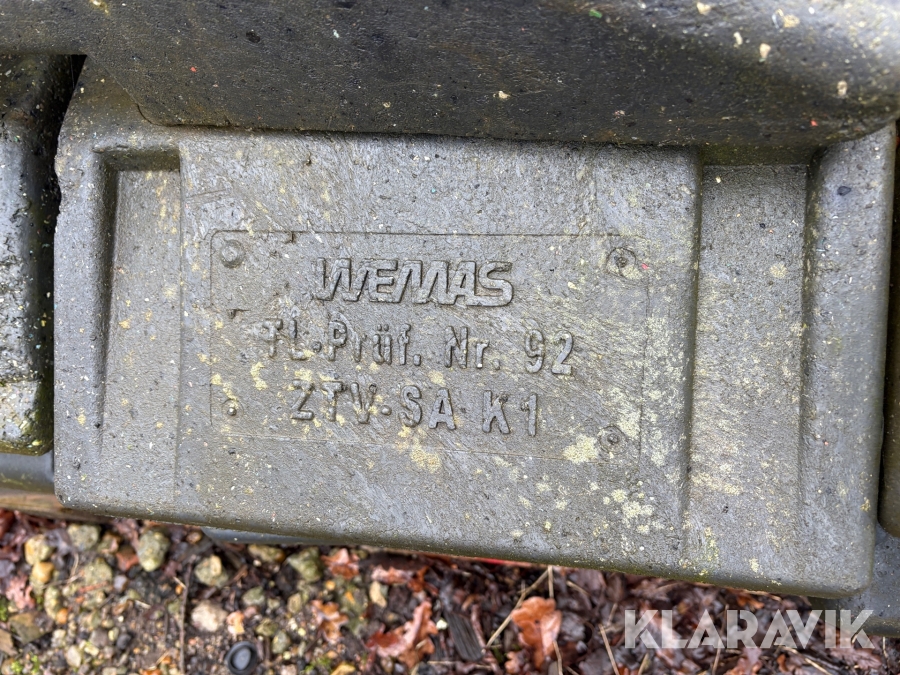 WEMAS
TL-Prüf. Nr. 92
ZTV-SA K1
KLARAVIK